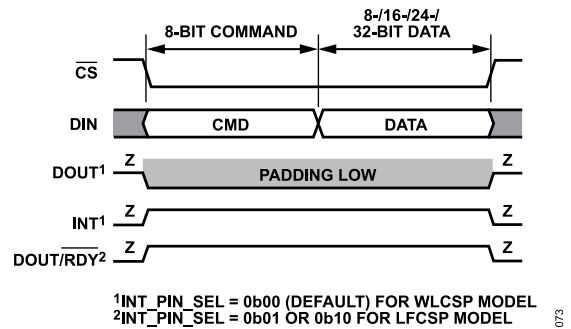 8-BIT COMMAND
8-/16-/24-/
32-BIT DATA
CS
DIN
CMD
DATA
DOUT1
Z
PADDING LOW
Z
INT1
Z
Z
DOUT/RDY2
Z
Z
1INT_PIN_SEL = 0b00 (DEFAULT) FOR WLCSP MODEL
2INT_PIN_SEL = 0b01 OR 0b10 FOR LFCSP MODEL
073